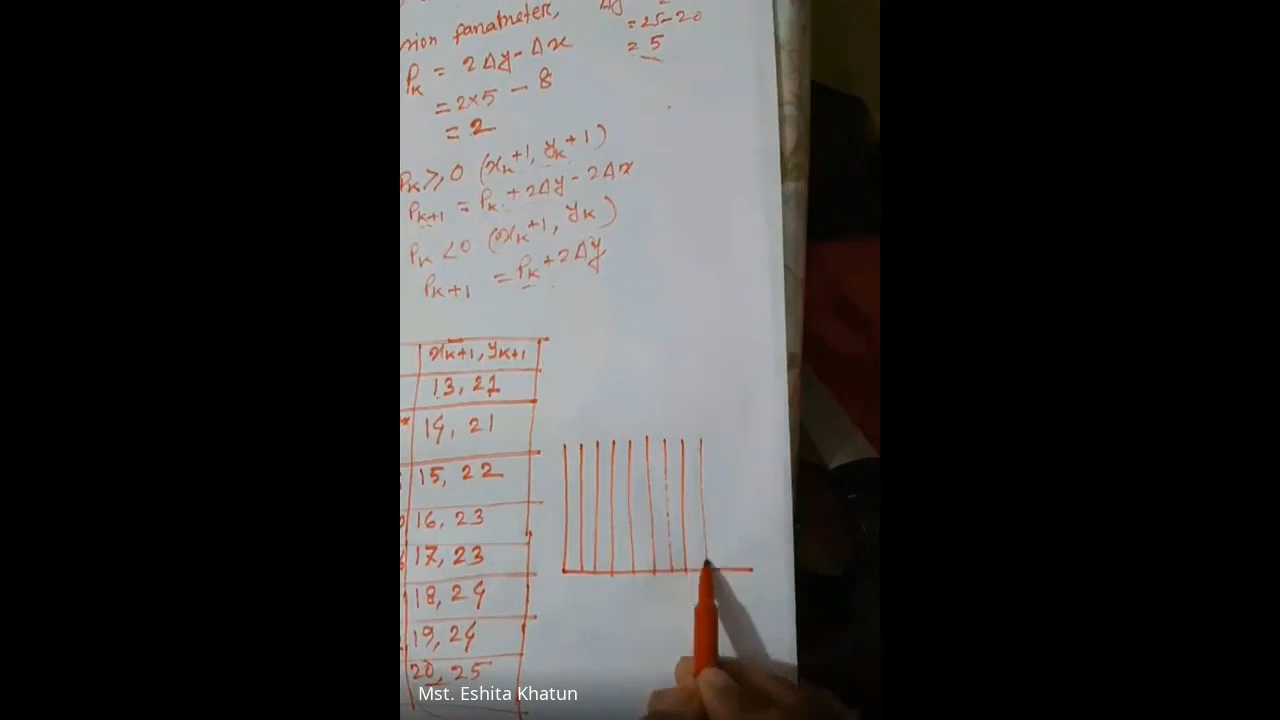 parameter,
= 25-20
= 5
Pk = 2Δy - Δx
= 2×5 - 8
= 2
Pk ≥ 0 (xk+1, yk+1)
Pk+1 = Pk + 2Δy - 2Δx
Pk < 0 (xk+1, yk)
Pk+1 = Pk + 2Δy
xk+1, yk+1
13, 21
14, 21
15, 22
16, 23
17, 23
18, 24
19, 24
20, 25
Mst. Eshita Khatun